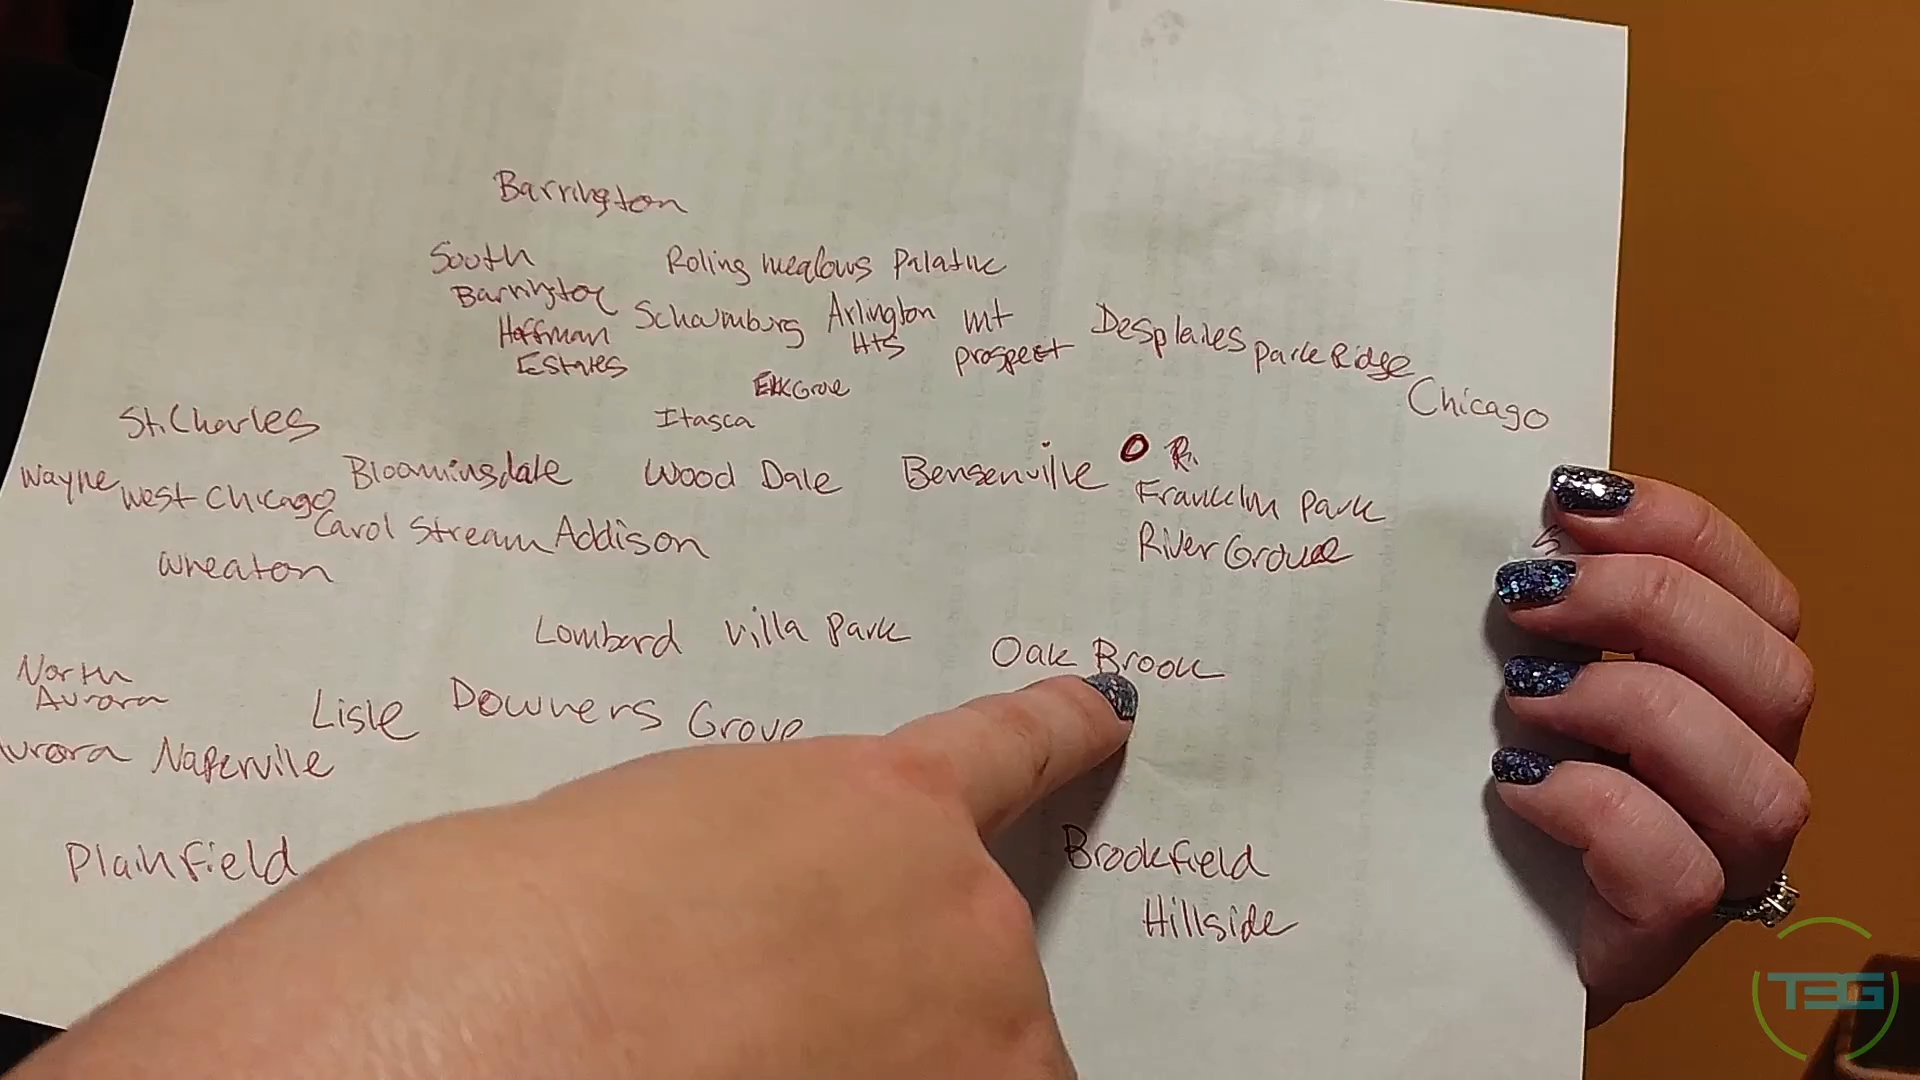 Barrington
South Roling meadows Palatine
Barrington Schaumburg Arlington mt Desplaines
Hoffman Hts prospect park Ridge
Estates
Elk Grove Chicago
St. Charles Itasca
Wayne Bloomingdale Wood Dale Bensenville O R.
West Chicago Franklin park
Carol Stream Addison River Grove
Wheaton
Lombard Villa Park Oak Brook
North
Aurora Lisle Downers Grove
Aurora Naperville
Plainfield Brookfield
Hillside
TBG